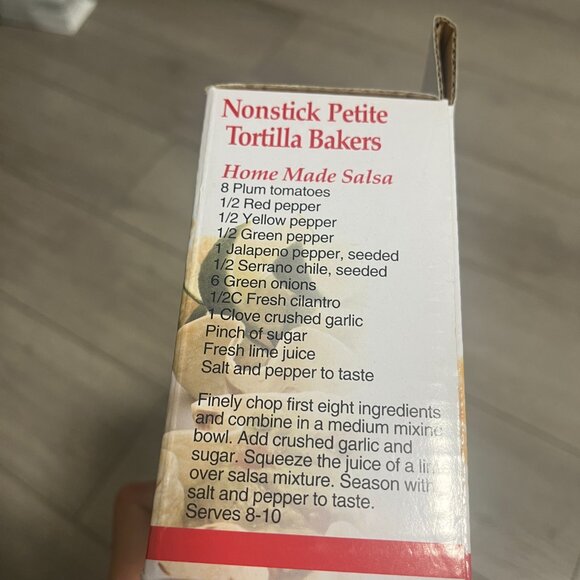 Nonstick Petite
Tortilla Bakers
Home Made Salsa
8 Plum tomatoes
1/2 Red pepper
1/2 Yellow pepper
1/2 Green pepper
1 Jalapeno pepper, seeded
1/2 Serrano chile, seeded
6 Green onions
1/2C Fresh cilantro
1 Clove crushed garlic
Pinch of sugar
Fresh lime juice
Salt and pepper to taste
Finely chop first eight ingredients
and combine in a medium mixing
bowl. Add crushed garlic and
sugar. Squeeze the juice of a lime
over salsa mixture. Season with
salt and pepper to taste.
Serves 8-10